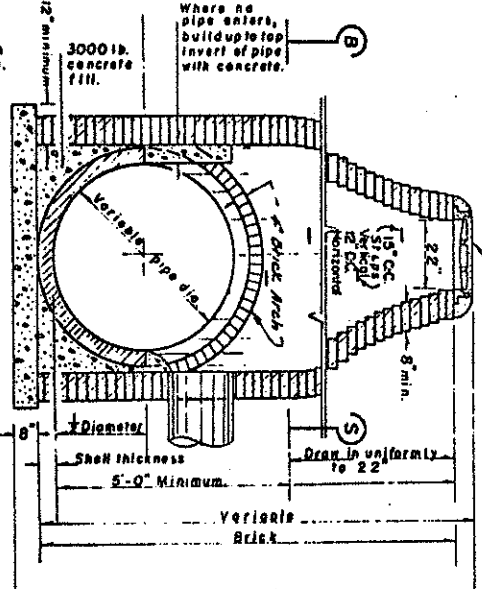 Where no
pipe enters,
build up to top
invert of pipe
with concrete.
B
12" minimum
3000 lb.
concrete
fill.
Variable pipe dia.
4" Brick Arch
Steps
15" CC.
Vertical
12" CC.
Horizontal
22"
8" min.
S
8"
Diameter
Shell thickness
Draw in uniformly
to 22"
5'-0" Minimum
Variable
Brick